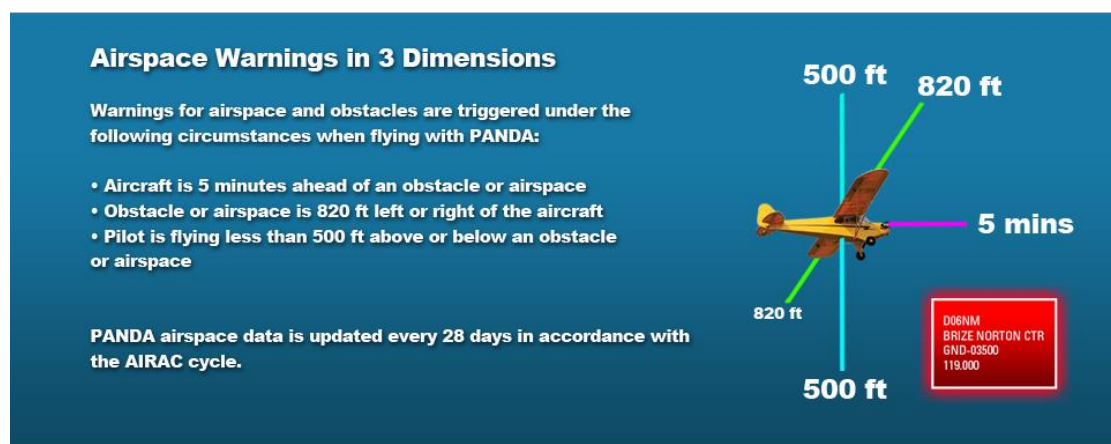 Airspace Warnings in 3 Dimensions
Warnings for airspace and obstacles are triggered under the
following circumstances when flying with PANDA:
• Aircraft is 5 minutes ahead of an obstacle or airspace
• Obstacle or airspace is 820 ft left or right of the aircraft
• Pilot is flying less than 500 ft above or below an obstacle
or airspace
PANDA airspace data is updated every 28 days in accordance with
the AIRAC cycle.
500 ft
820 ft
5 mins
820 ft
500 ft
D06NM
BRIZE NORTON CTR
GND-03500
119.000